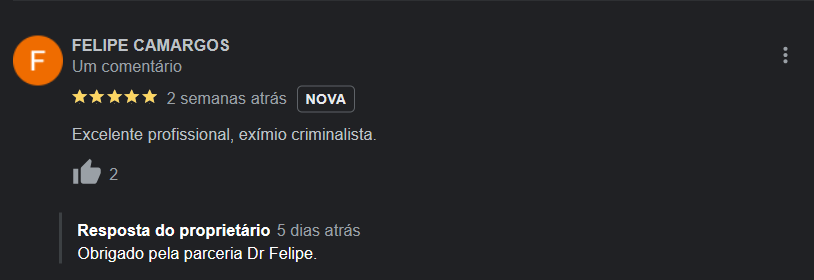 F
FELIPE CAMARGOS
Um comentário
2 semanas atrás NOVA
Excelente profissional, exímio criminalista.
2
Resposta do proprietário 5 dias atrás
Obrigado pela parceria Dr Felipe.